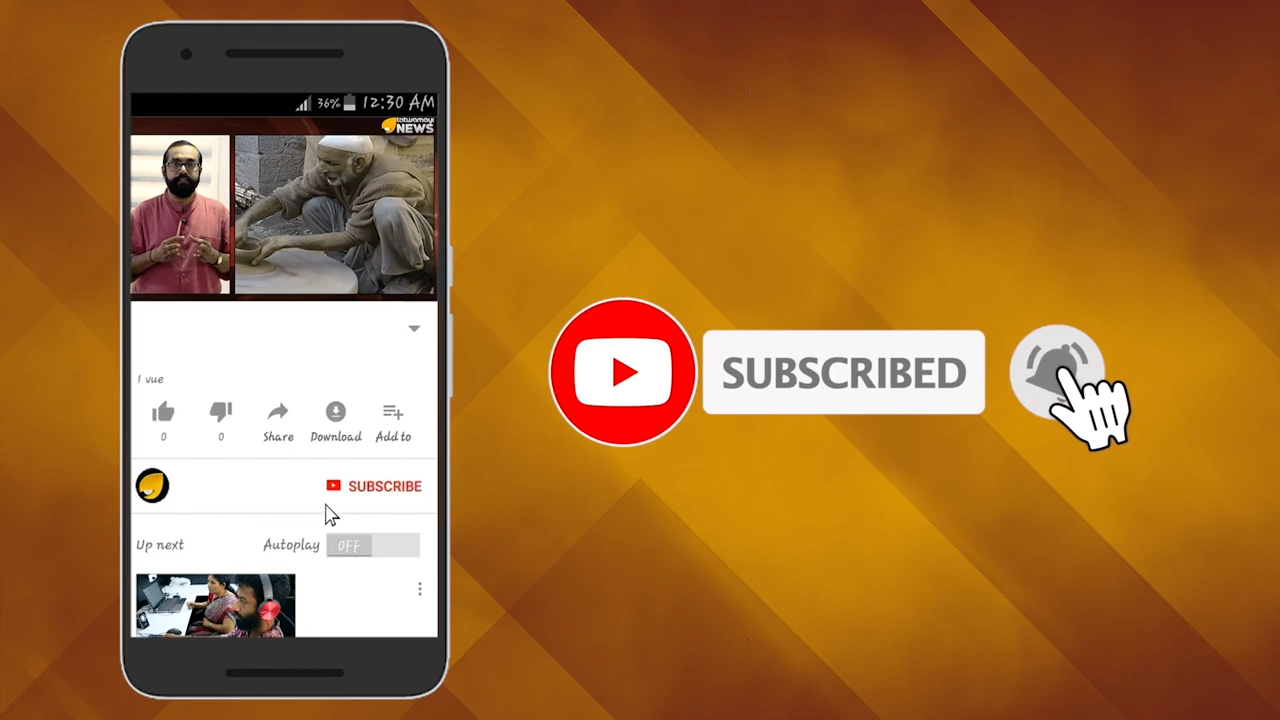 36% 12:30 AM
tatwamayi
NEWS
1 vue
0 0 Share Download Add to
SUBSCRIBE
Up next Autoplay OFF
SUBSCRIBED